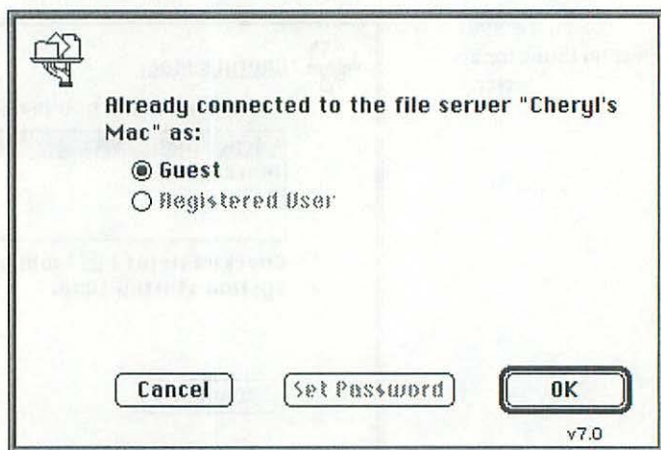 Already connected to the file server "Cheryl's
Mac" as:
Guest
Registered User
Cancel Set Password OK
v7.0